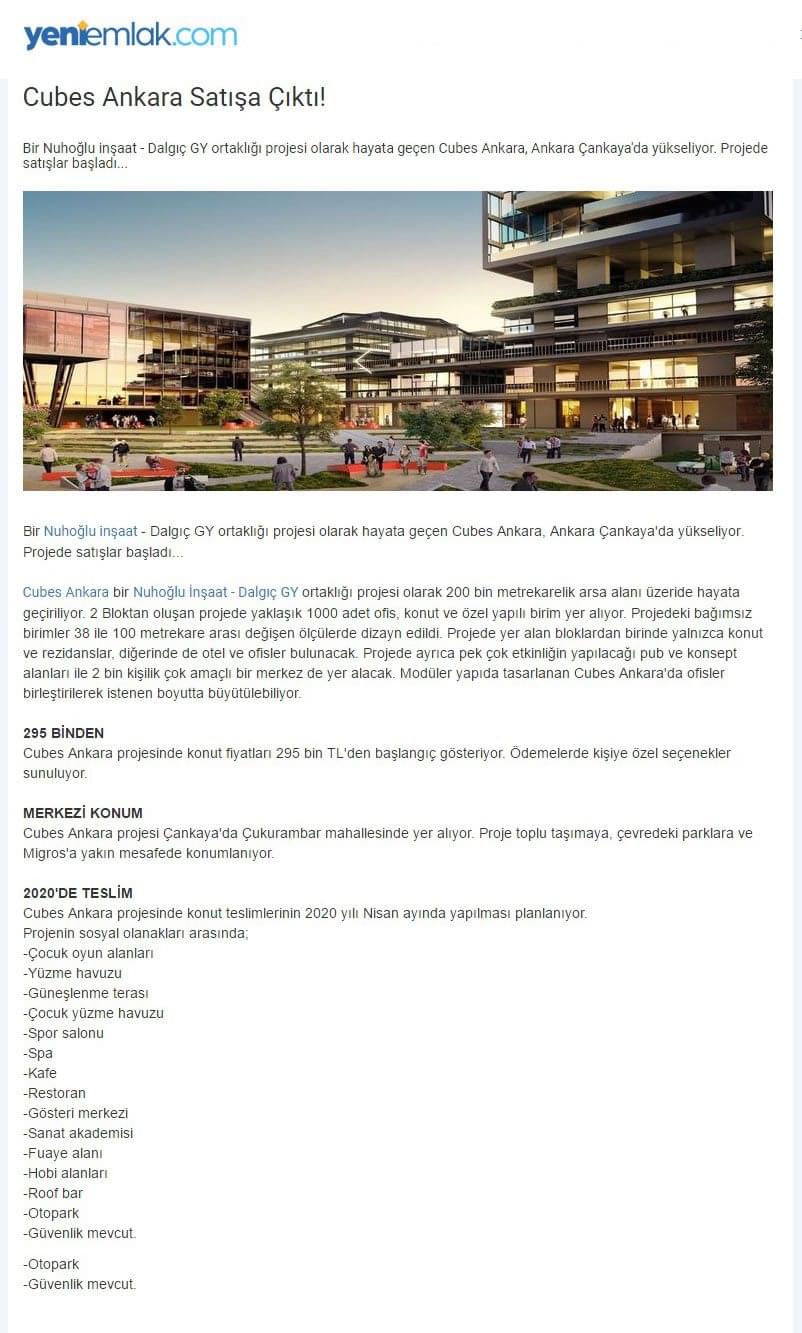 yeniemlak.com
Cubes Ankara Satışa Çıktı!
Bir Nuhoğlu inşaat - Dalgıç GY ortaklığı projesi olarak hayata geçen Cubes Ankara, Ankara Çankaya'da yükseliyor. Projede
satışlar başladı...
Bir Nuhoğlu inşaat - Dalgıç GY ortaklığı projesi olarak hayata geçen Cubes Ankara, Ankara Çankaya'da yükseliyor.
Projede satışlar başladı...
Cubes Ankara bir Nuhoğlu İnşaat - Dalgıç GY ortaklığı projesi olarak 200 bin metrekarelik arsa alanı üzeride hayata
geçiriliyor. 2 Bloktan oluşan projede yaklaşık 1000 adet ofis, konut ve özel yapılı birim yer alıyor. Projedeki bağımsız
birimler 38 ile 100 metrekare arası değişen ölçülerde dizayn edildi. Projede yer alan bloklardan birinde yalnızca konut
ve rezidanslar, diğerinde de otel ve ofisler bulunacak. Projede ayrıca pek çok etkinliğin yapılacağı pub ve konsept
alanları ile 2 bin kişilik çok amaçlı bir merkez de yer alacak. Modüler yapıda tasarlanan Cubes Ankara'da ofisler
birleştirilerek istenen boyutta büyütülebiliyor.
295 BİNDEN
Cubes Ankara projesinde konut fiyatları 295 bin TL'den başlangıç gösteriyor. Ödemelerde kişiye özel seçenekler
sunuluyor.
MERKEZİ KONUM
Cubes Ankara projesi Çankaya'da Çukurambar mahallesinde yer alıyor. Proje toplu taşımaya, çevredeki parklara ve
Migros'a yakın mesafede konumlanıyor.
2020'DE TESLİM
Cubes Ankara projesinde konut teslimlerinin 2020 yılı Nisan ayında yapılması planlanıyor.
Projenin sosyal olanakları arasında;
-Çocuk oyun alanları
-Yüzme havuzu
-Güneşlenme terası
-Çocuk yüzme havuzu
-Spor salonu
-Spa
-Kafe
-Restoran
-Gösteri merkezi
-Sanat akademisi
-Fuaye alanı
-Hobi alanları
-Roof bar
-Otopark
-Güvenlik mevcut.
-Otopark
-Güvenlik mevcut.